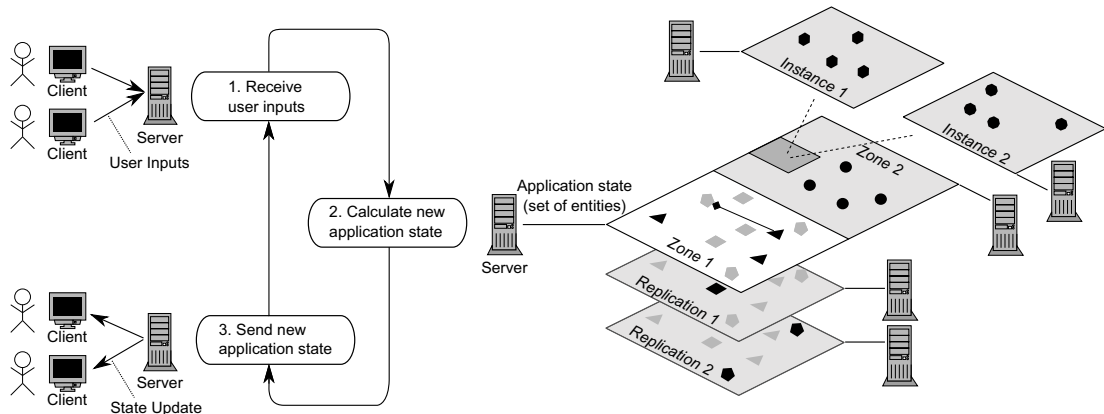 Client
Client
Server
User Inputs
1. Receive
user inputs
2. Calculate new
application state
3. Send new
application state
Client
Client
Server
State Update
Application state
(set of entities)
Server
Instance 1
Instance 2
Zone 2
Zone 1
Replication 1
Replication 2